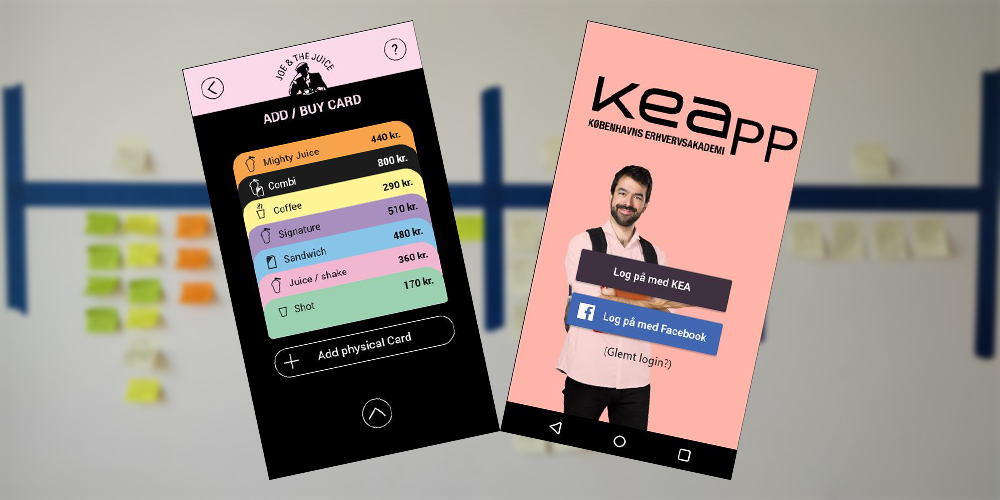 JOE & THE JUICE
?
ADD / BUY CARD
Mighty Juice 440 kr.
Combi 800 kr.
Coffee 290 kr.
Signature 510 kr.
Sandwich 480 kr.
Juice / shake 360 kr.
Shot 170 kr.
+ Add physical Card
keapp
KØBENHAVNS ERHVERVSAKADEMI
Log på med KEA
f Log på med Facebook
(Glemt login?)